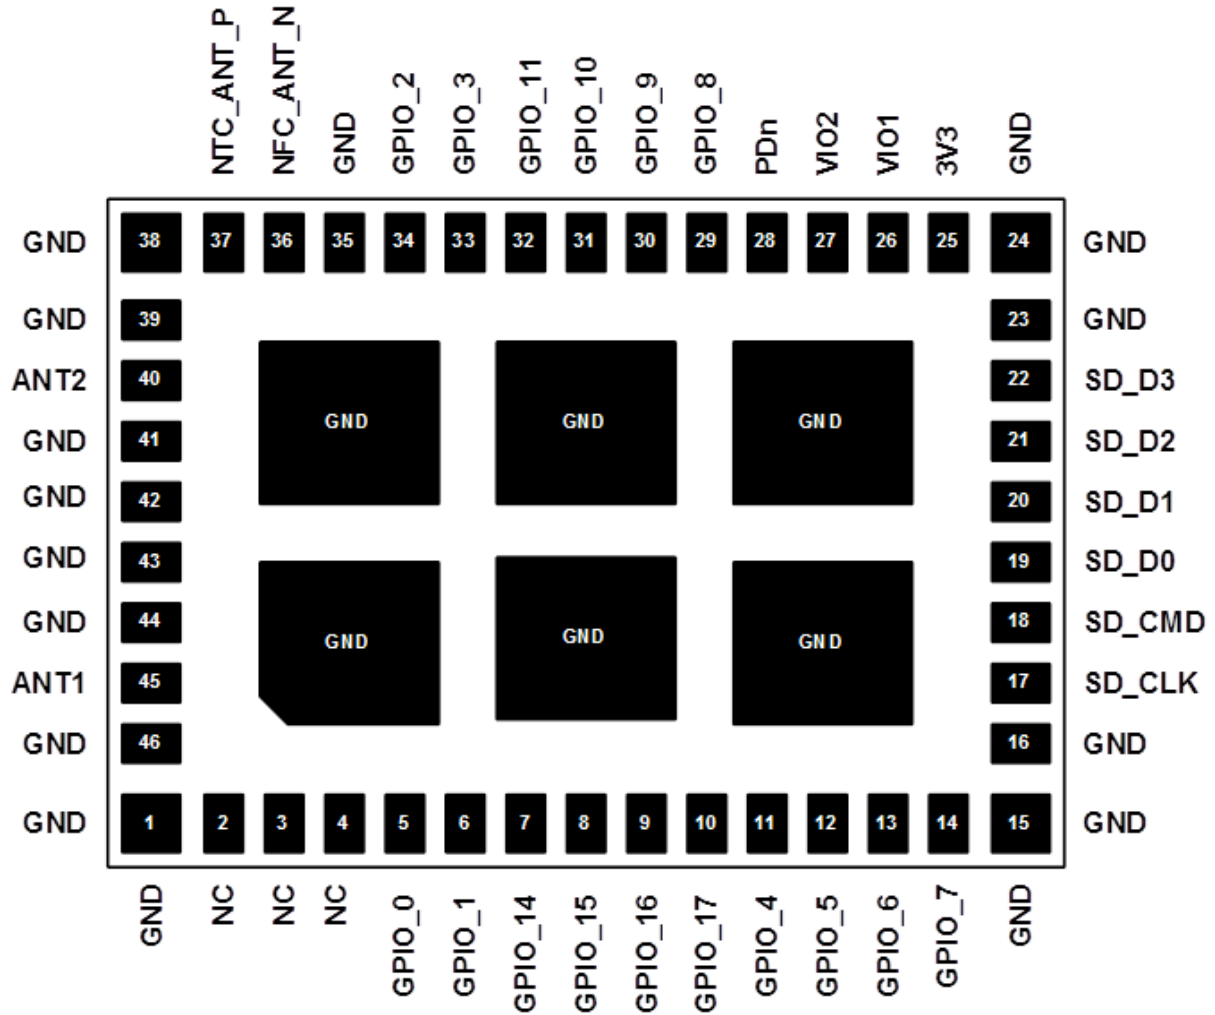 NTC_ANT_P NFC_ANT_N GND GPIO_2 GPIO_3 GPIO_11 GPIO_10 GPIO_9 GPIO_8 PDn VIO2 VIO1 3V3 GND
GND 38 37 36 35 34 33 32 31 30 29 28 27 26 25 24 GND
GND 39 23 GND
ANT2 40 22 SD_D3
GND GND GND
GND 41 21 SD_D2
GND 42 20 SD_D1
GND 43 19 SD_D0
GND 44 18 SD_CMD
GND GND GND
ANT1 45 17 SD_CLK
GND 46 16 GND
GND 1 2 3 4 5 6 7 8 9 10 11 12 13 14 15 GND
GND NC NC NC GPIO_0 GPIO_1 GPIO_14 GPIO_15 GPIO_16 GPIO_17 GPIO_4 GPIO_5 GPIO_6 GPIO_7 GND